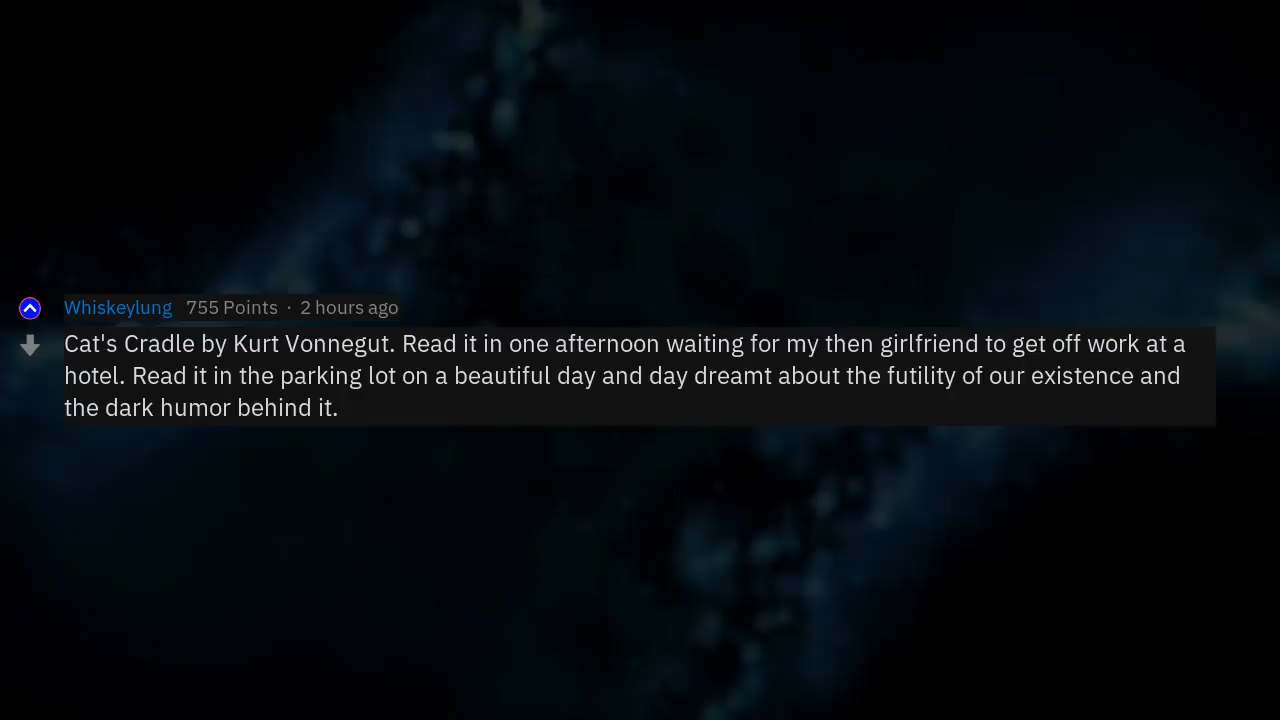 Whiskeylung 755 Points · 2 hours ago
Cat's Cradle by Kurt Vonnegut. Read it in one afternoon waiting for my then girlfriend to get off work at a
hotel. Read it in the parking lot on a beautiful day and day dreamt about the futility of our existence and
the dark humor behind it.